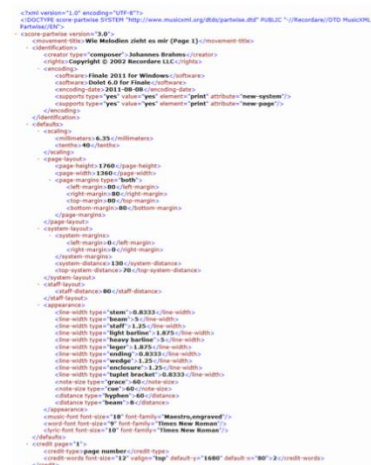 <?xml version="1.0" encoding="UTF-8"?>
<!DOCTYPE score-partwise SYSTEM "http://www.musicxml.org/dtds/partwise.dtd" PUBLIC "-//Recordare//DTD MusicXML
Partwise//EN">
- <score-partwise version="3.0">
<movement-title>Wie Melodien zieht es mir (Page 1)</movement-title>
- <identification>
<creator type="composer">Johannes Brahms</creator>
<rights>Copyright © 2002 Recordare LLC</rights>
- <encoding>
<software>Finale 2011 for Windows</software>
<software>Dolet 6.0 for Finale</software>
<encoding-date>2011-08-08</encoding-date>
<supports type="yes" value="yes" element="print" attribute="new-system"/>
<supports type="yes" value="yes" element="print" attribute="new-page"/>
</encoding>
</identification>
- <defaults>
- <scaling>
<millimeters>6.35</millimeters>
<tenths>40</tenths>
</scaling>
- <page-layout>
<page-height>1760</page-height>
<page-width>1360</page-width>
- <page-margins type="both">
<left-margin>80</left-margin>
<right-margin>80</right-margin>
<top-margin>80</top-margin>
<bottom-margin>80</bottom-margin>
</page-margins>
</page-layout>
- <system-layout>
- <system-margins>
<left-margin>0</left-margin>
<right-margin>0</right-margin>
</system-margins>
<system-distance>130</system-distance>
<top-system-distance>70</top-system-distance>
</system-layout>
- <staff-layout>
<staff-distance>80</staff-distance>
</staff-layout>
- <appearance>
<line-width type="stem">0.8333</line-width>
<line-width type="beam">5</line-width>
<line-width type="staff">1.25</line-width>
<line-width type="light barline">1.875</line-width>
<line-width type="heavy barline">5</line-width>
<line-width type="leger">1.875</line-width>
<line-width type="ending">0.8333</line-width>
<line-width type="wedge">1.25</line-width>
<line-width type="enclosure">1.25</line-width>
<line-width type="tuplet bracket">0.8333</line-width>
<note-size type="grace">60</note-size>
<note-size type="cue">60</note-size>
<distance type="hyphen">60</distance>
<distance type="beam">8</distance>
</appearance>
<music-font font-size="18" font-family="Maestro,engraved"/>
<word-font font-size="9" font-family="Times New Roman"/>
<lyric-font font-size="10" font-family="Times New Roman"/>
</defaults>
- <credit page="1">
<credit-type>page number</credit-type>
<credit-words font-size="12" valign="top" default-y="1680" default-x="80">2</credit-words>